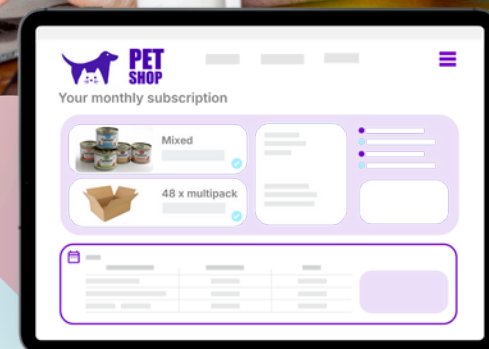 PET
SHOP
Your monthly subscription
Mixed
48 x multipack